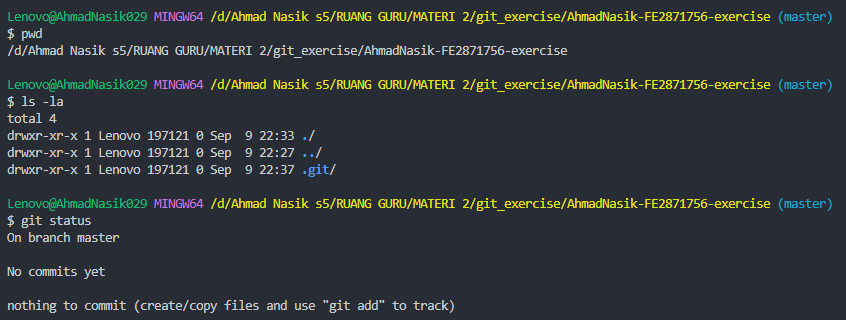 Lenovo@AhmadNasik029 MINGW64 /d/Ahmad Nasik s5/RUANG GURU/MATERI 2/git_exercise/AhmadNasik-FE2871756-exercise (master)
$ pwd
/d/Ahmad Nasik s5/RUANG GURU/MATERI 2/git_exercise/AhmadNasik-FE2871756-exercise
Lenovo@AhmadNasik029 MINGW64 /d/Ahmad Nasik s5/RUANG GURU/MATERI 2/git_exercise/AhmadNasik-FE2871756-exercise (master)
$ ls -la
total 4
drwxr-xr-x 1 Lenovo 197121 0 Sep  9 22:33 ./
drwxr-xr-x 1 Lenovo 197121 0 Sep  9 22:27 ../
drwxr-xr-x 1 Lenovo 197121 0 Sep  9 22:37 .git/
Lenovo@AhmadNasik029 MINGW64 /d/Ahmad Nasik s5/RUANG GURU/MATERI 2/git_exercise/AhmadNasik-FE2871756-exercise (master)
$ git status
On branch master
No commits yet
nothing to commit (create/copy files and use "git add" to track)